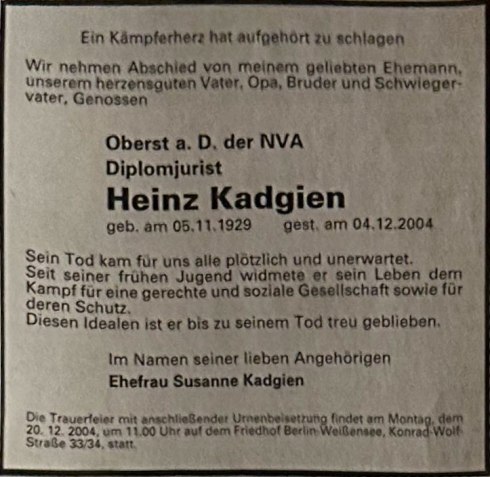 Ein Kämpferherz hat aufgehört zu schlagen
Wir nehmen Abschied von meinem geliebten Ehemann,
unserem herzensguten Vater, Opa, Bruder und Schwieger-
vater, Genossen
Oberst a. D. der NVA
Diplomjurist
Heinz Kadgien
geb. am 05.11.1929 gest. am 04.12.2004
Sein Tod kam für uns alle plötzlich und unerwartet.
Seit seiner frühen Jugend widmete er sein Leben dem
Kampf für eine gerechte und soziale Gesellschaft sowie für
deren Schutz.
Diesen Idealen ist er bis zu seinem Tod treu geblieben.
Im Namen seiner lieben Angehörigen
Ehefrau Susanne Kadgien
Die Trauerfeier mit anschließender Urnenbeisetzung findet am Montag, dem
20. 12. 2004, um 11.00 Uhr auf dem Friedhof Berlin-Weißensee, Konrad-Wolf-
Straße 33/34, statt.